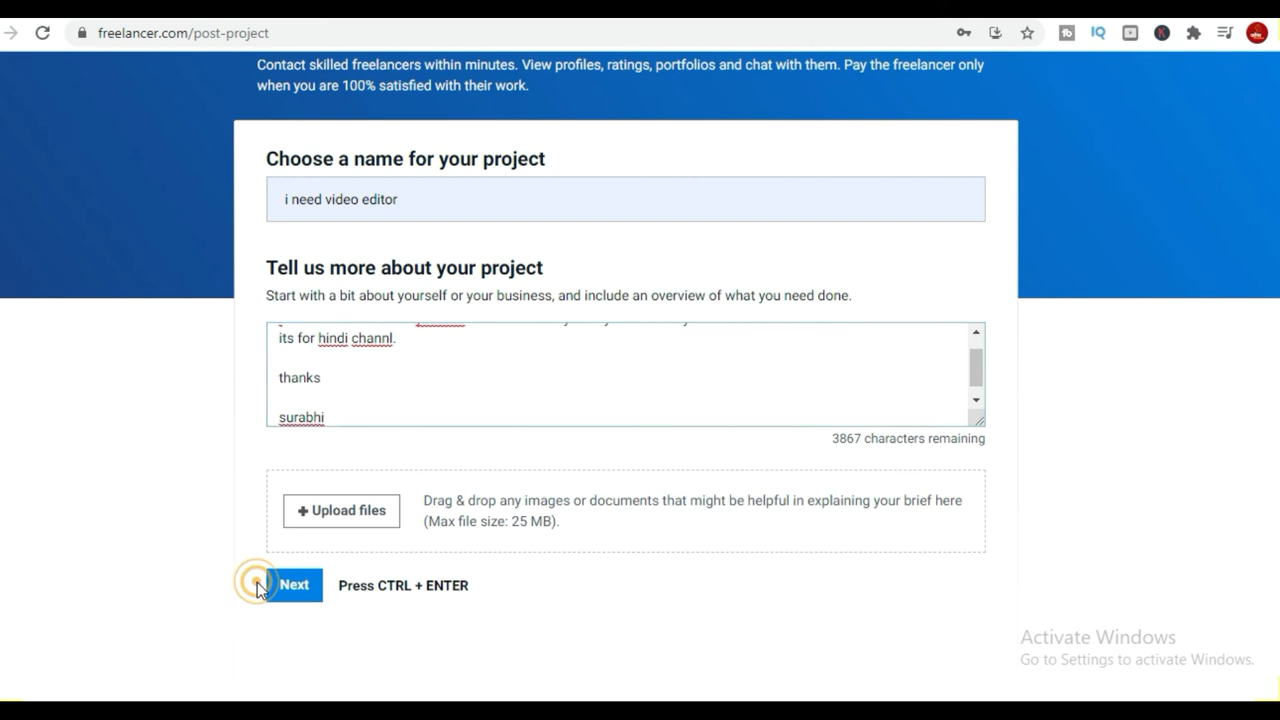 freelancer.com/post-project
IQ
Contact skilled freelancers within minutes. View profiles, ratings, portfolios and chat with them. Pay the freelancer only
when you are 100% satisfied with their work.
Choose a name for your project
i need video editor
Tell us more about your project
Start with a bit about yourself or your business, and include an overview of what you need done.
its for hindi channl.
thanks
surabhi
3867 characters remaining
+ Upload files
Drag & drop any images or documents that might be helpful in explaining your brief here
(Max file size: 25 MB).
Next
Press CTRL + ENTER
Activate Windows
Go to Settings to activate Windows.